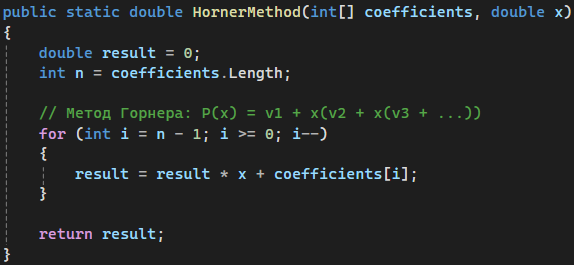 public static double HornerMethod(int[] coefficients, double x)
{
    double result = 0;
    int n = coefficients.Length;

    // Метод Горнера: P(x) = v1 + x(v2 + x(v3 + ...))
    for (int i = n - 1; i >= 0; i--)
    {
        result = result * x + coefficients[i];
    }

    return result;
}